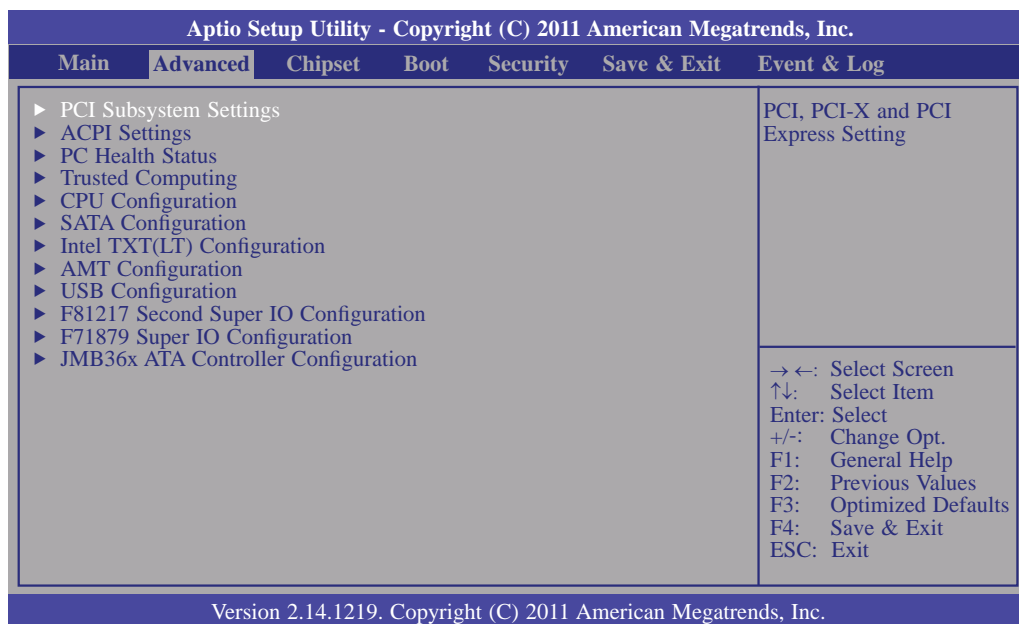 Aptio Setup Utility - Copyright (C) 2011 American Megatrends, Inc.
Main Advanced Chipset Boot Security Save & Exit Event & Log
► PCI Subsystem Settings
► ACPI Settings
► PC Health Status
► Trusted Computing
► CPU Configuration
► SATA Configuration
► Intel TXT(LT) Configuration
► AMT Configuration
► USB Configuration
► F81217 Second Super IO Configuration
► F71879 Super IO Configuration
► JMB36x ATA Controller Configuration
PCI, PCI-X and PCI
Express Setting
→ ←: Select Screen
↑↓: Select Item
Enter: Select
+/-: Change Opt.
F1: General Help
F2: Previous Values
F3: Optimized Defaults
F4: Save & Exit
ESC: Exit
Version 2.14.1219. Copyright (C) 2011 American Megatrends, Inc.